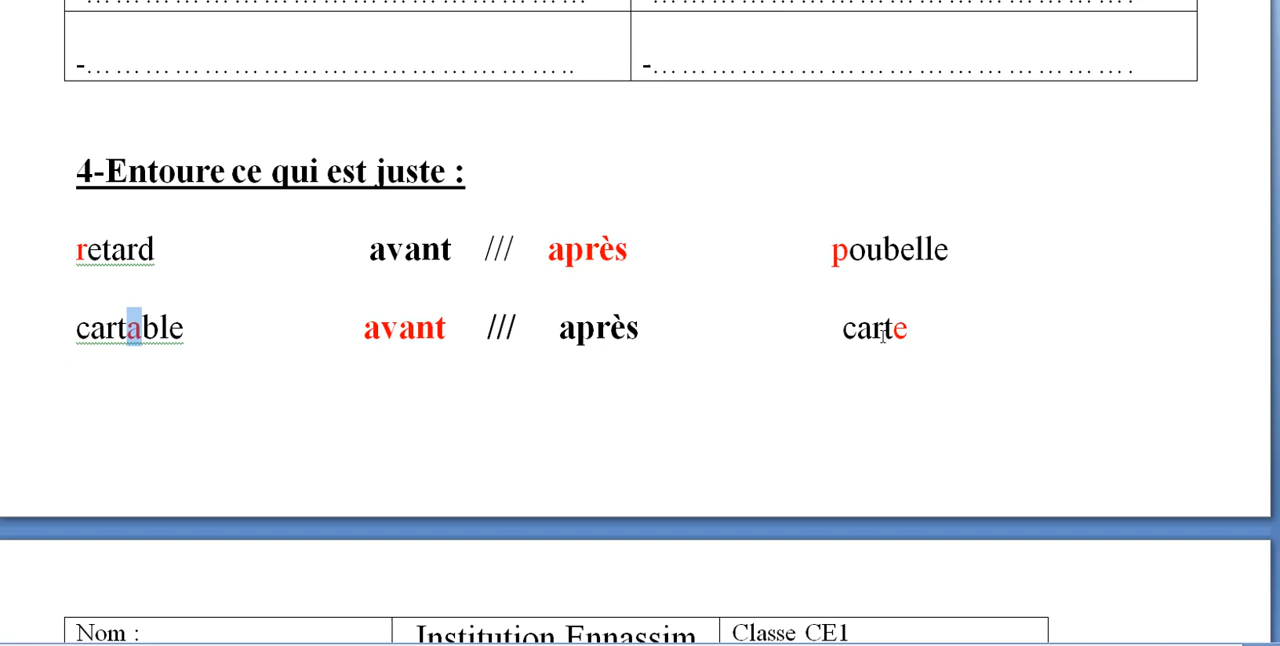 -……………………………………………..
-………………………………………….
4-Entoure ce qui est juste :
retard avant /// après poubelle
cartable avant /// après carte
Nom :
Institution Ennassim
Classe CE1